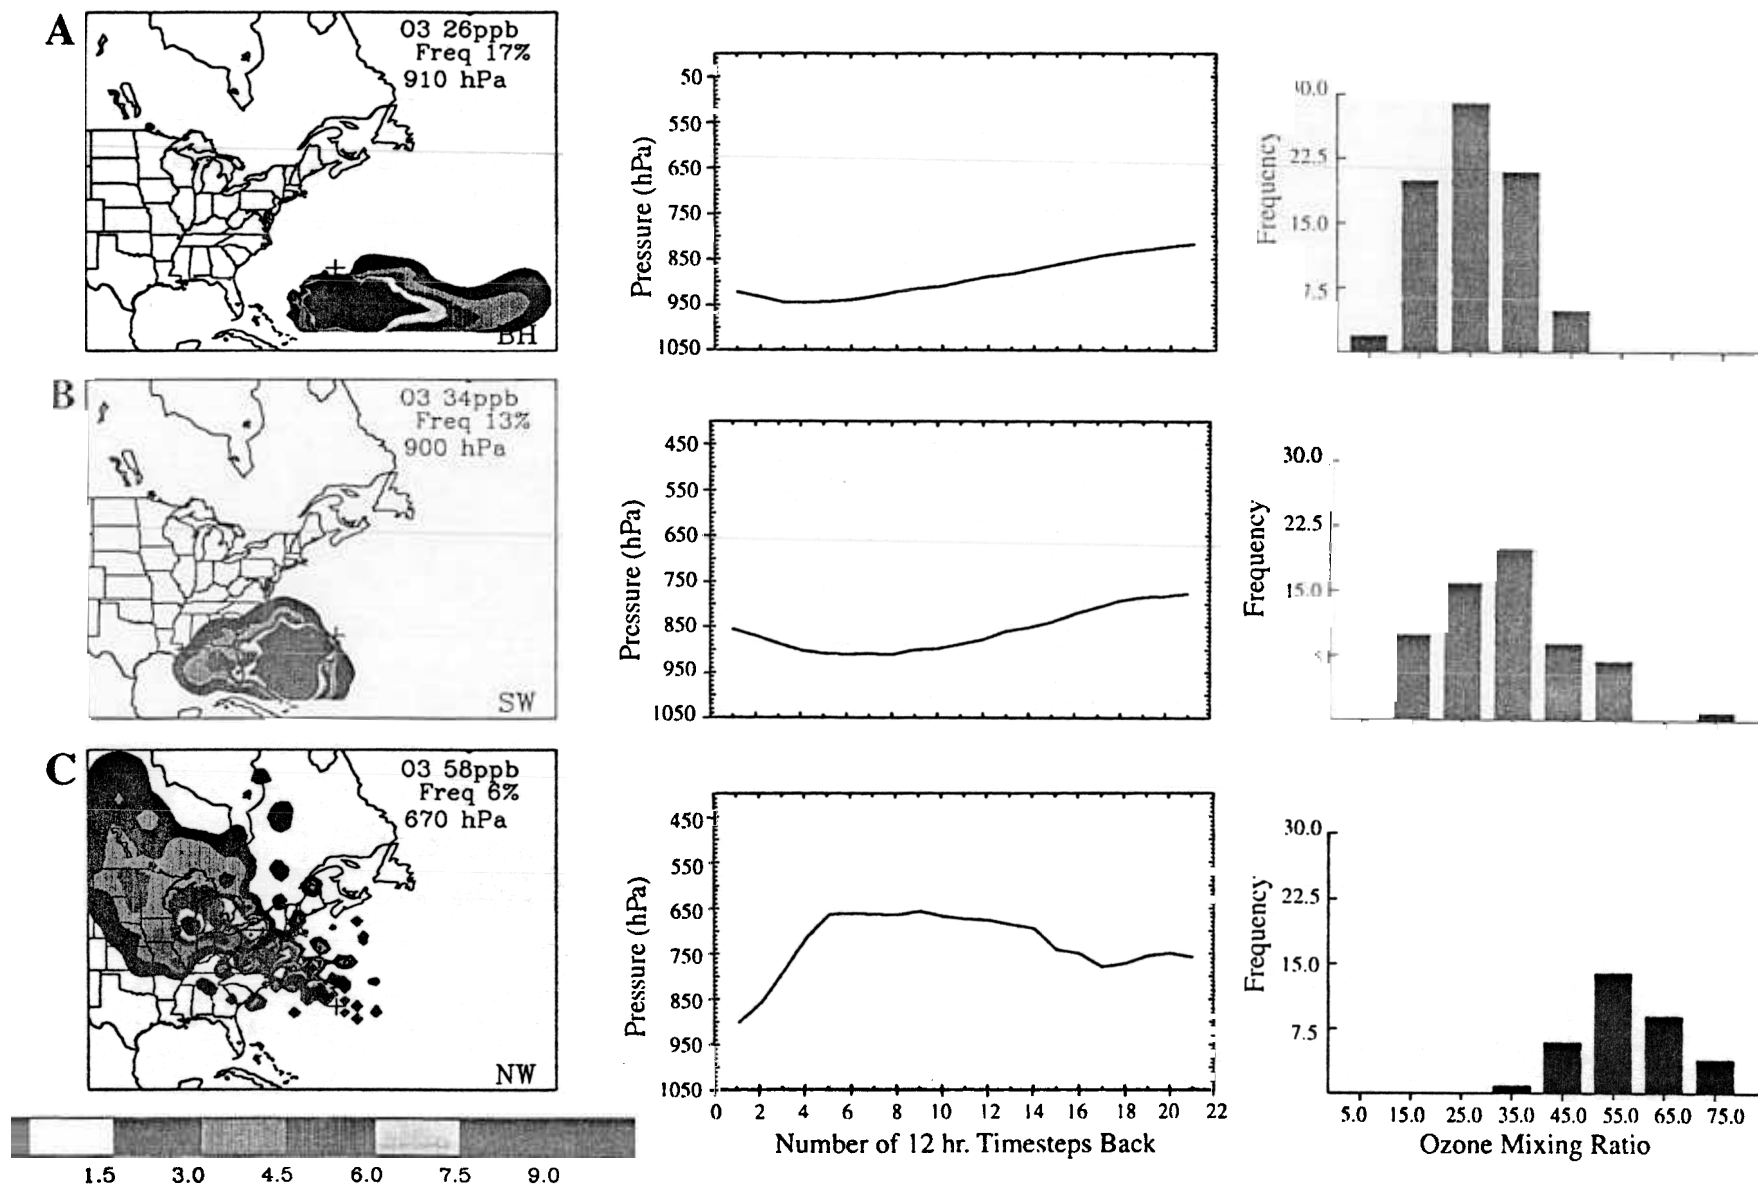 A
O3 26ppb
Freq 17%
910 hPa
BH
Pressure (hPa)
50
550
650
750
850
950
1050
Frequency
22.5
15.0
7.5
B
O3 34ppb
Freq 13%
900 hPa
SW
Pressure (hPa)
450
550
650
750
850
950
1050
Frequency
30.0
22.5
15.0
C
O3 58ppb
Freq 6%
670 hPa
NW
1.5 3.0 4.5 6.0 7.5 9.0
Pressure (hPa)
450
550
650
750
850
950
1050
0 2 4 6 8 10 12 14 16 18 20 22
Number of 12 hr. Timesteps Back
Frequency
30.0
22.5
15.0
7.5
5.0 15.0 25.0 35.0 45.0 55.0 65.0 75.0
Ozone Mixing Ratio